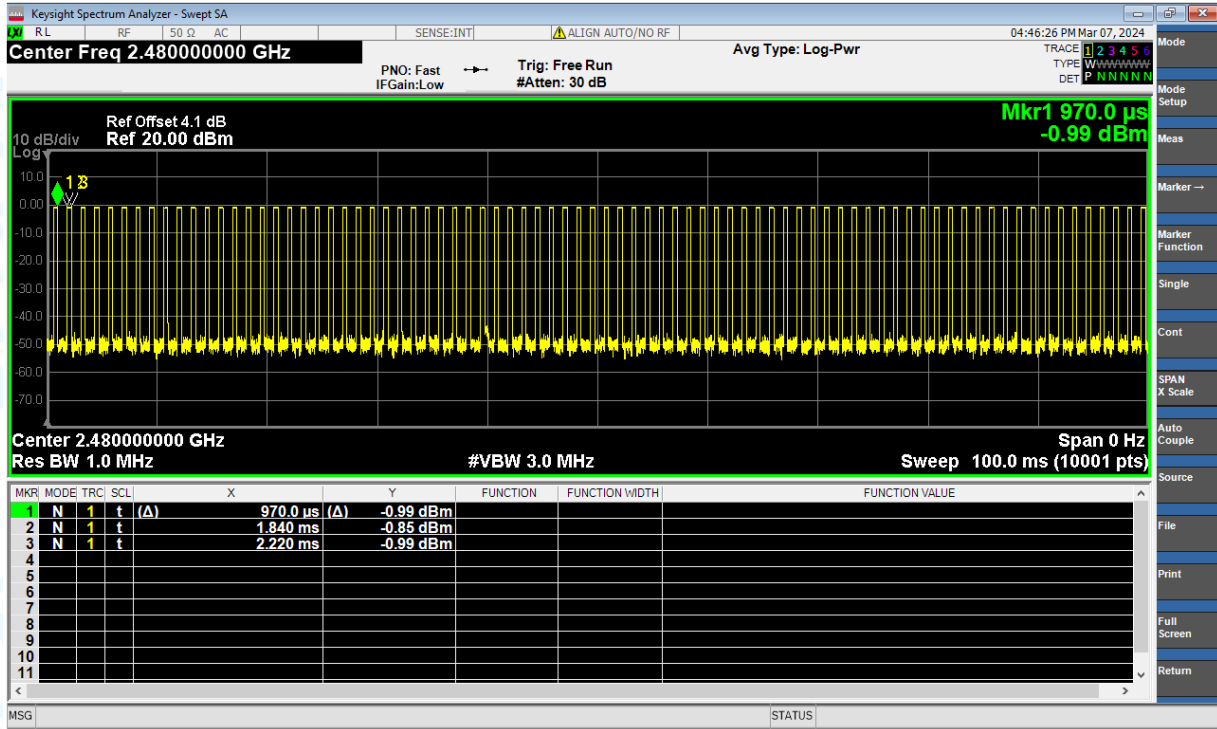 Keysight Spectrum Analyzer - Swept SA
LXI RL RF 50 Ω AC SENSE:INT ALIGN AUTO/NO RF 04:46:26 PM Mar 07, 2024
Center Freq 2.480000000 GHz
Avg Type: Log-Pwr
TRACE 1 2 3 4 5 6
TYPE WWWWWWW
DET P N N N N N
PNO: Fast
IFGain:Low
Trig: Free Run
#Atten: 30 dB
Mkr1 970.0 µs
-0.99 dBm
Ref Offset 4.1 dB
10 dB/div Ref 20.00 dBm
Log
10.0
0.00
-10.0
-20.0
-30.0
-40.0
-50.0
-60.0
-70.0
1 2 3
Center 2.480000000 GHz Span 0 Hz
Res BW 1.0 MHz #VBW 3.0 MHz Sweep 100.0 ms (10001 pts)
MKR MODE TRC SCL X Y FUNCTION FUNCTION WIDTH FUNCTION VALUE
1 N 1 t (Δ) 970.0 µs (Δ) -0.99 dBm
2 N 1 t 1.840 ms -0.85 dBm
3 N 1 t 2.220 ms -0.99 dBm
4
5
6
7
8
9
10
11
MSG STATUS
Mode
Mode
Setup
Meas
Marker →
Marker
Function
Single
Cont
SPAN
X Scale
Auto
Couple
Source
File
Print
Full
Screen
Return